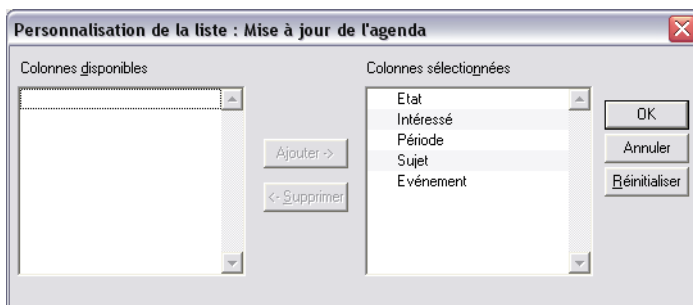 Personnalisation de la liste : Mise à jour de l'agenda
Colonnes disponibles
Colonnes sélectionnées
Etat
Intéressé
Période
Sujet
Evénement
Ajouter ->
<- Supprimer
OK
Annuler
Réinitialiser